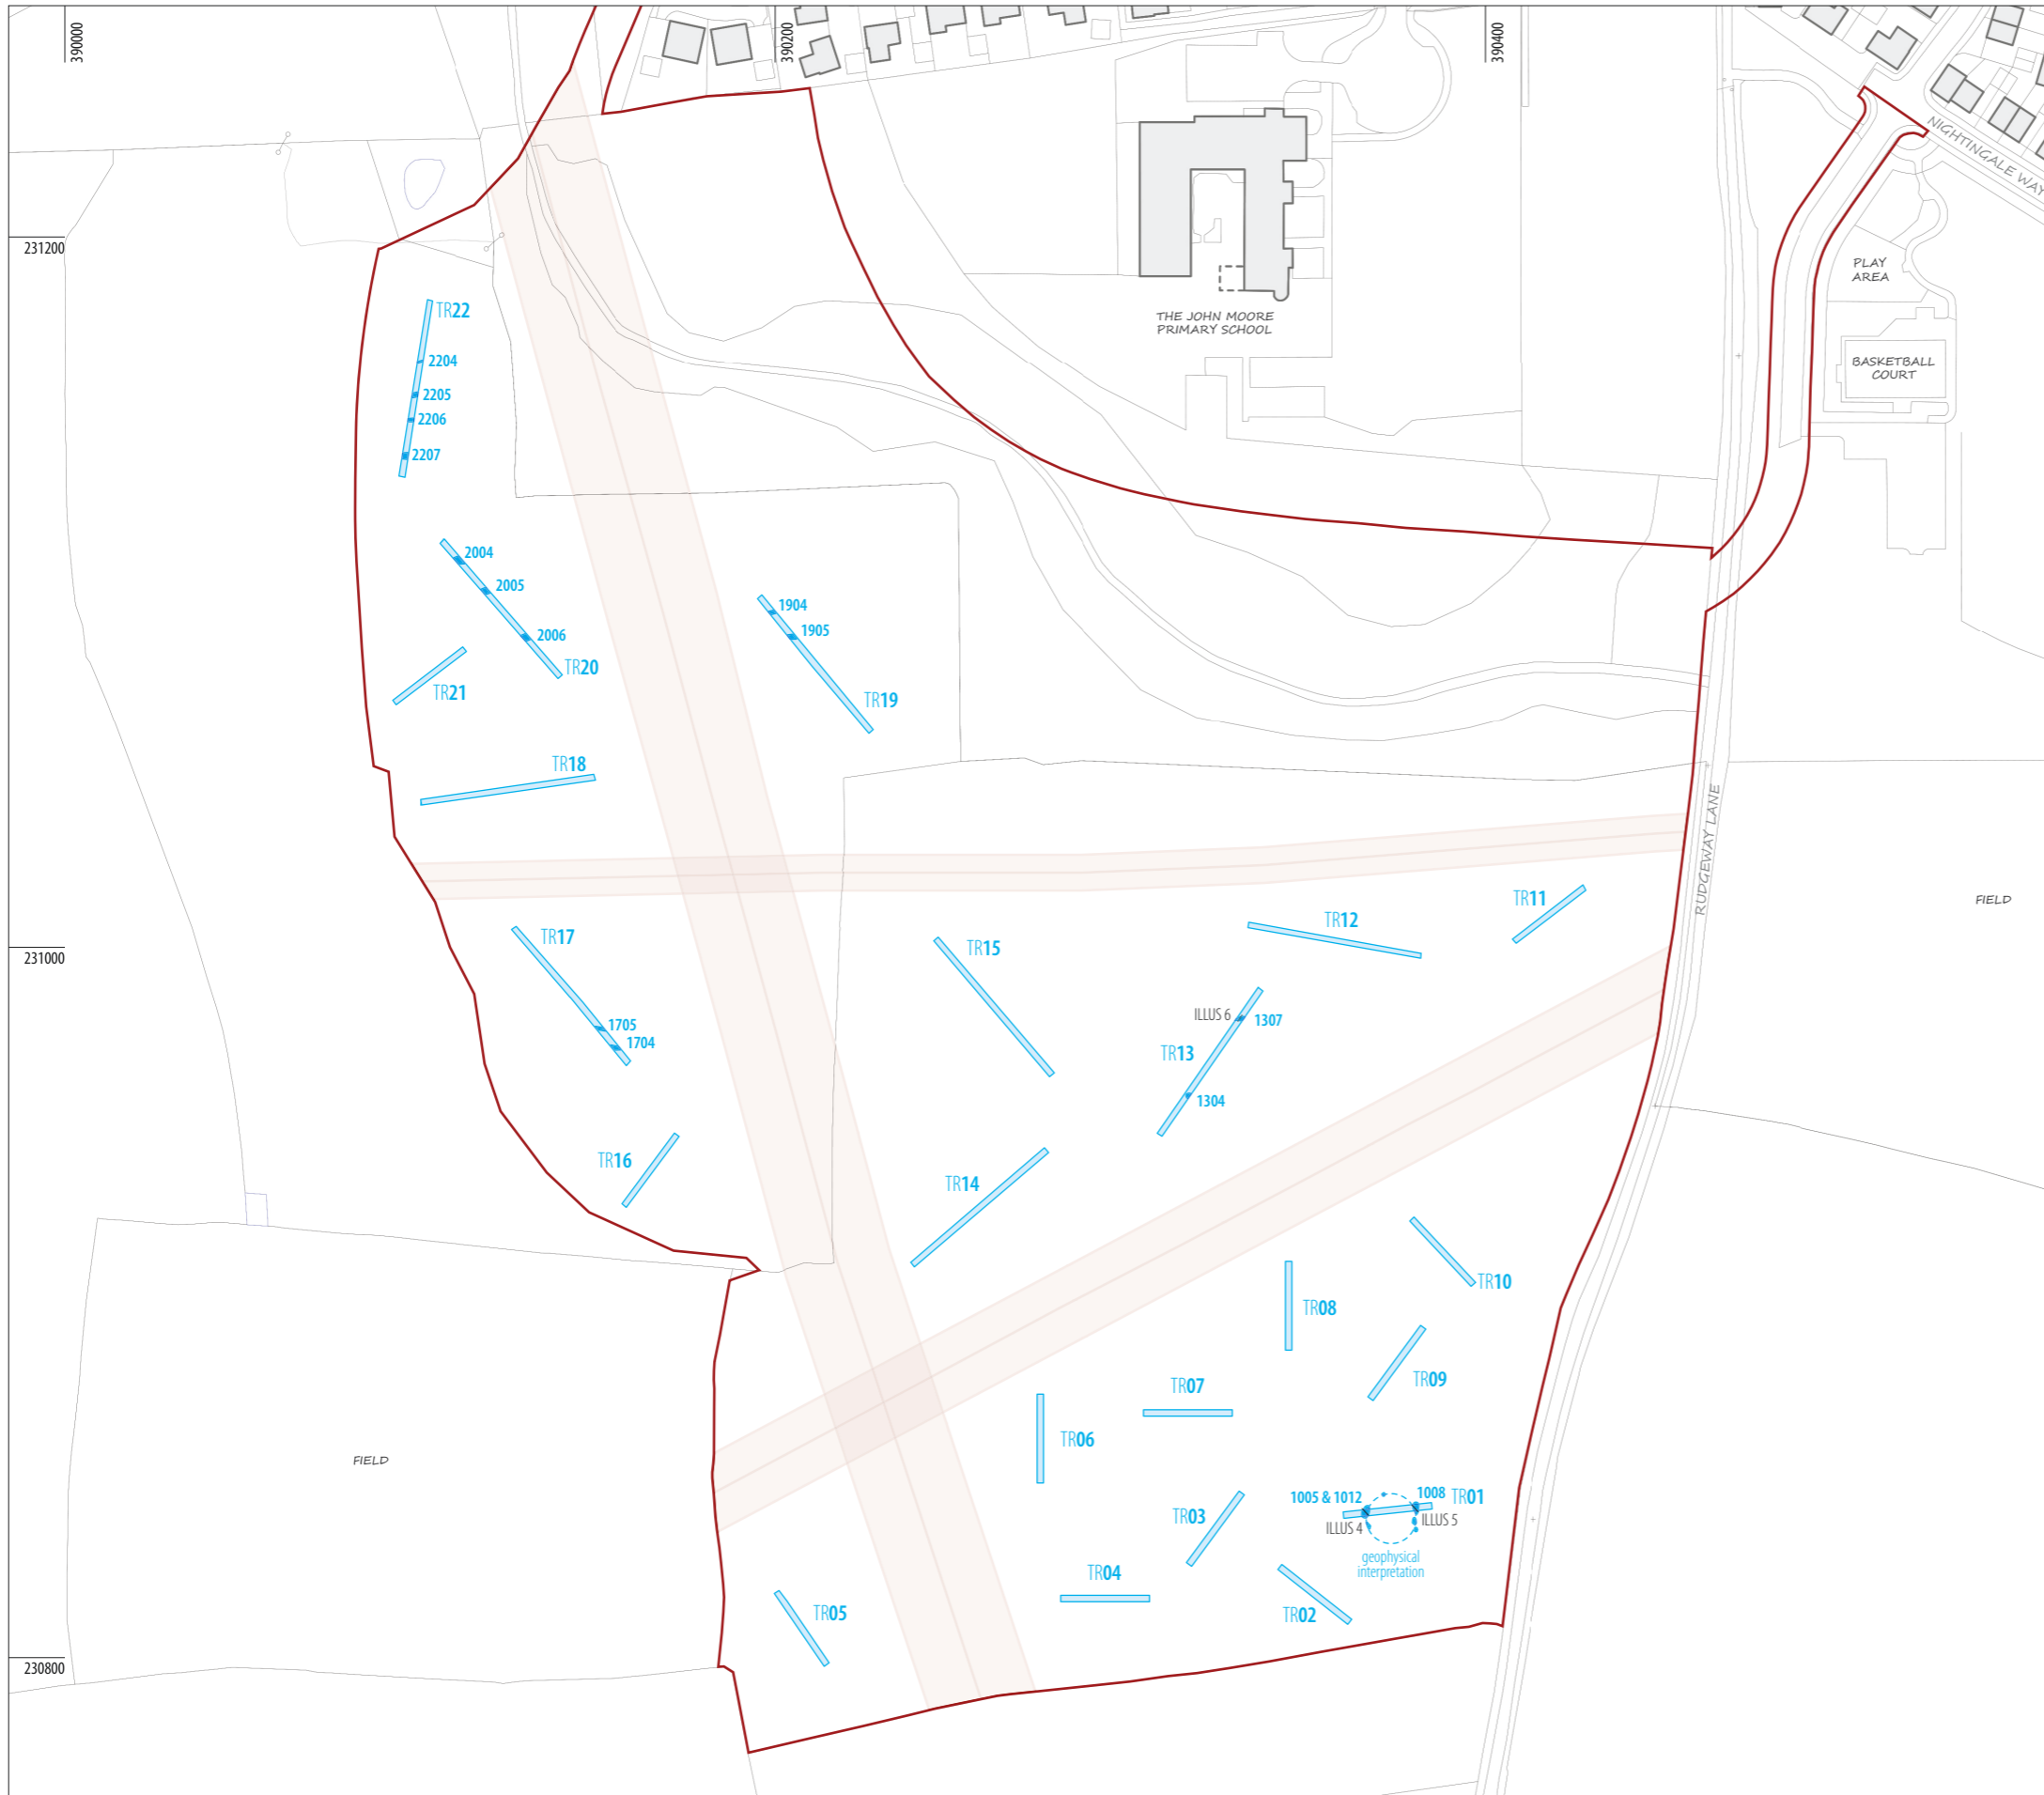 390000
390200
390400
NIGHTINGALE WAY
231200
PLAY
AREA
TR22
THE JOHN MOORE
PRIMARY SCHOOL
2204
BASKETBALL
COURT
2205
2206
2207
2004
2005
1904
1905
2006
TR20
TR21
TR19
TR18
RUDGEWAY LANE
TR11
FIELD
TR12
TR17
TR15
231000
ILLUS 6
1307
1705
1704
TR13
1304
TR16
TR14
TR10
TR08
TR09
TR07
TR06
FIELD
1005 & 1012
1008
TR01
TR03
ILLUS 4
ILLUS 5
geophysical
interpretation
TR04
TR05
TR02
230800